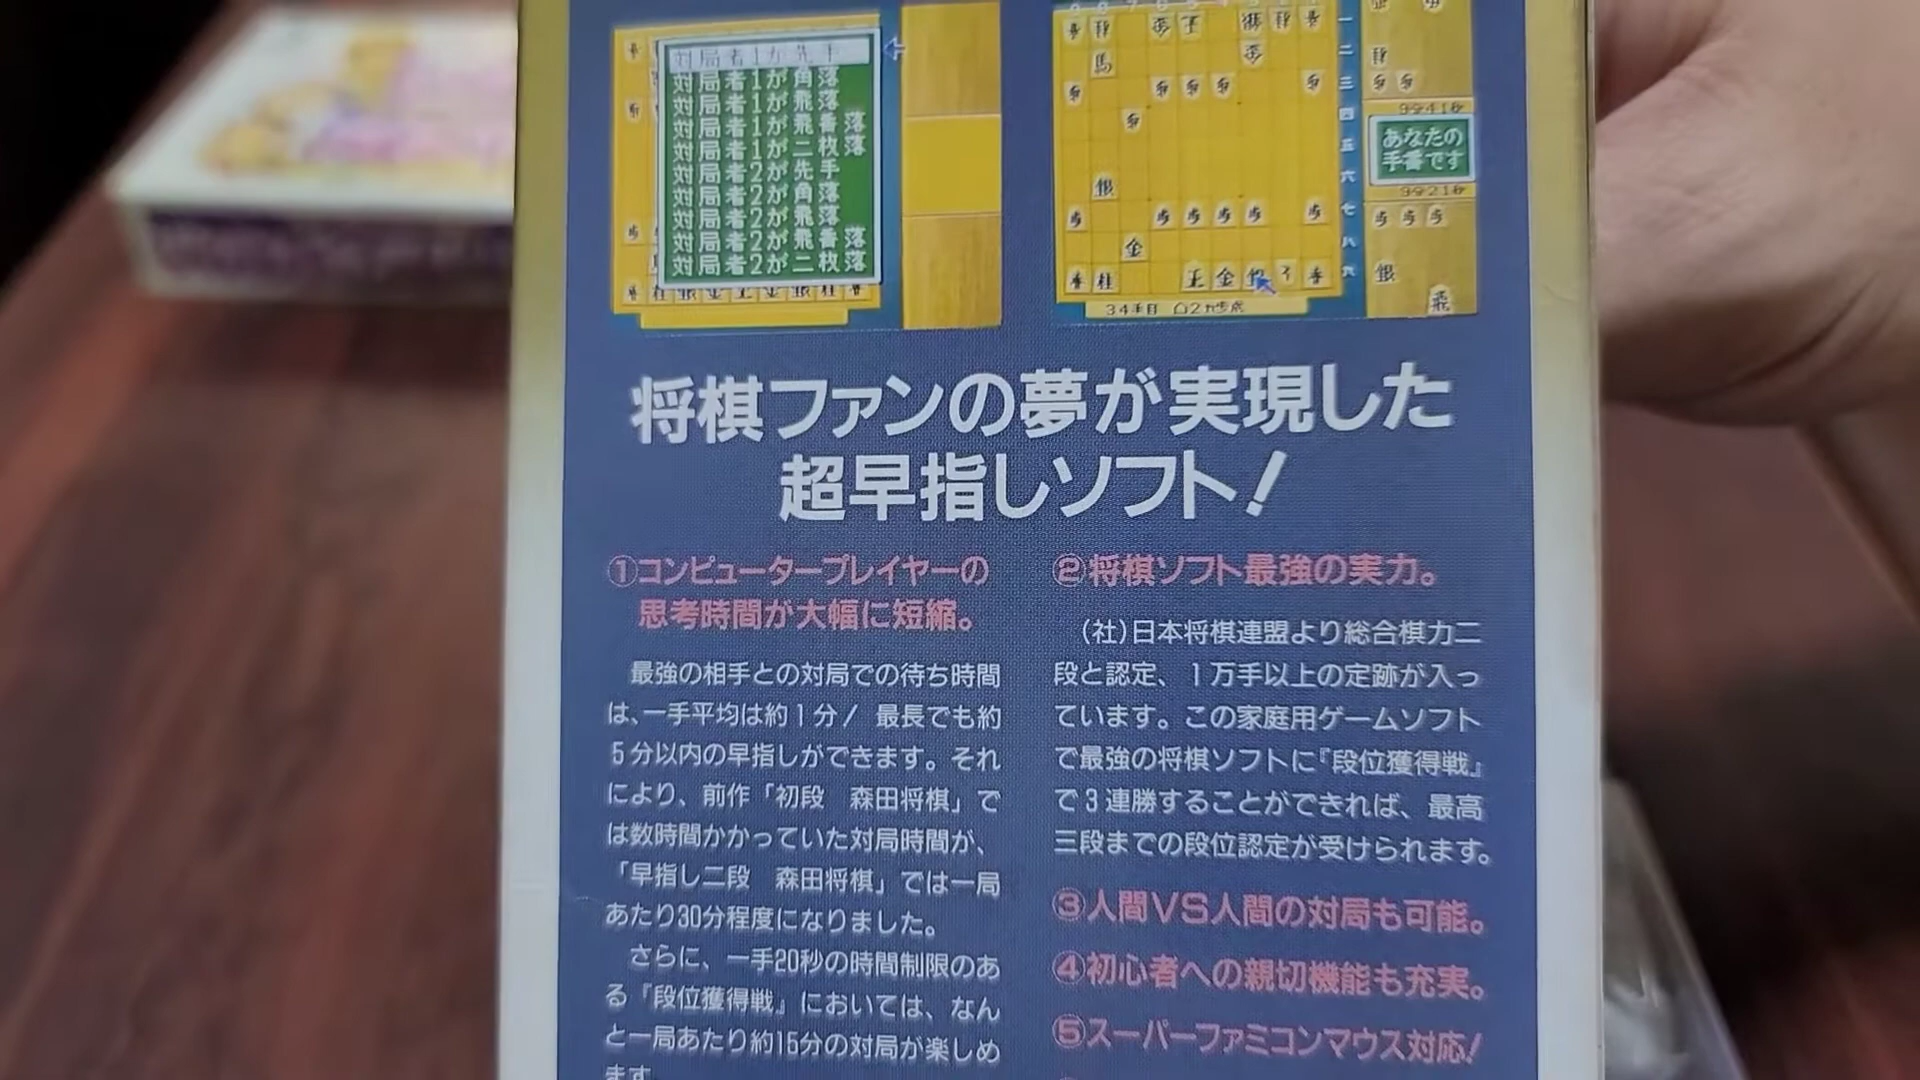 対局者1が先手
対局者1が角落
対局者1が飛落
対局者1が飛香落
対局者1が二枚落
対局者2が先手
対局者2が角落
対局者2が飛落
対局者2が飛香落
対局者2が二枚落
あなたの
手番です
34手目
将棋ファンの夢が実現した
超早指しソフト!
①コンピュータープレイヤーの
思考時間が大幅に短縮。
最強の相手との対局での待ち時間
は、一手平均は約1分! 最長でも約
5分以内の早指しができます。それ
により、前作「初段 森田将棋」で
は数時間かかっていた対局時間が、
「早指し二段 森田将棋」では一局
あたり30分程度になりました。
さらに、一手20秒の時間制限のあ
る『段位獲得戦』においては、なん
と一局あたり約15分の対局が楽しめ
ます
②将棋ソフト最強の実力。
(社)日本将棋連盟より総合棋力二
段と認定、1万手以上の定跡が入っ
ています。この家庭用ゲームソフト
で最強の将棋ソフトに『段位獲得戦』
で3連勝することができれば、最高
三段までの段位認定が受けられます。
③人間VS人間の対局も可能。
④初心者への親切機能も充実。
⑤スーパーファミコンマウス対応!